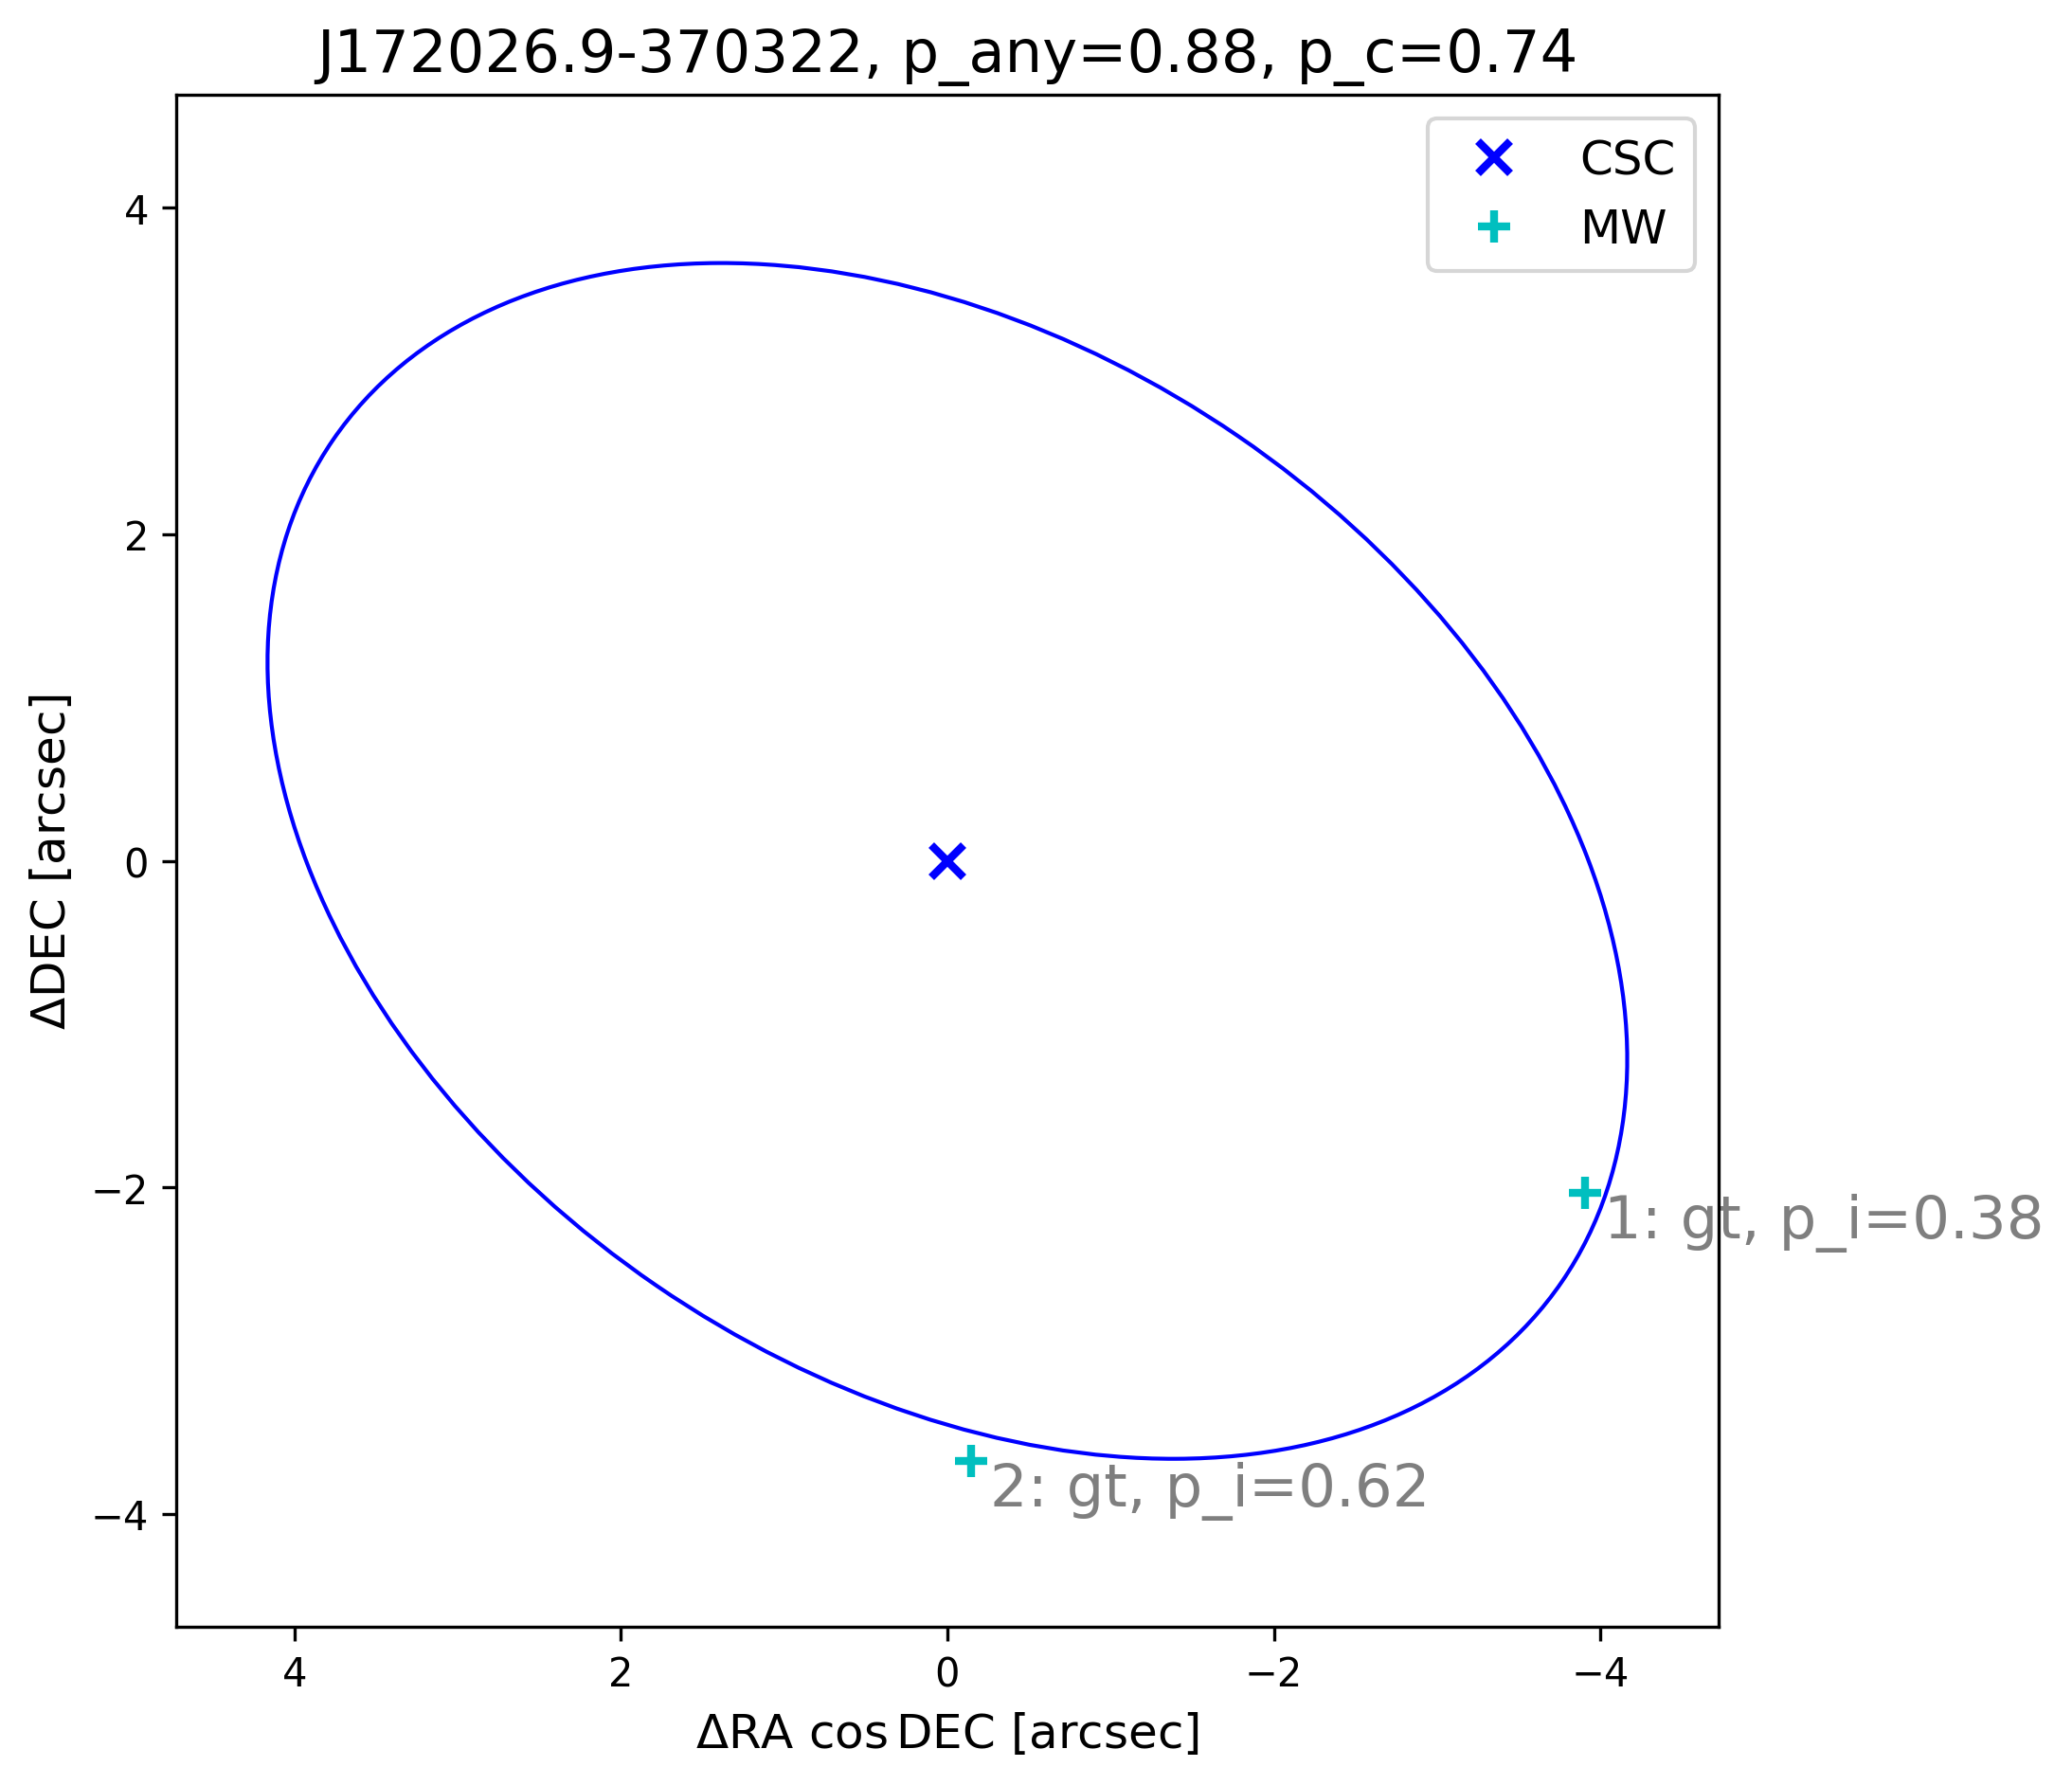 J172026.9-370322, p_any=0.88, p_c=0.74
CSC
MW
4
2
0
−2
−4
ΔDEC [arcsec]
1: gt, p_i=0.38
2: gt, p_i=0.62
4 2 0 −2 −4
ΔRA cos DEC [arcsec]